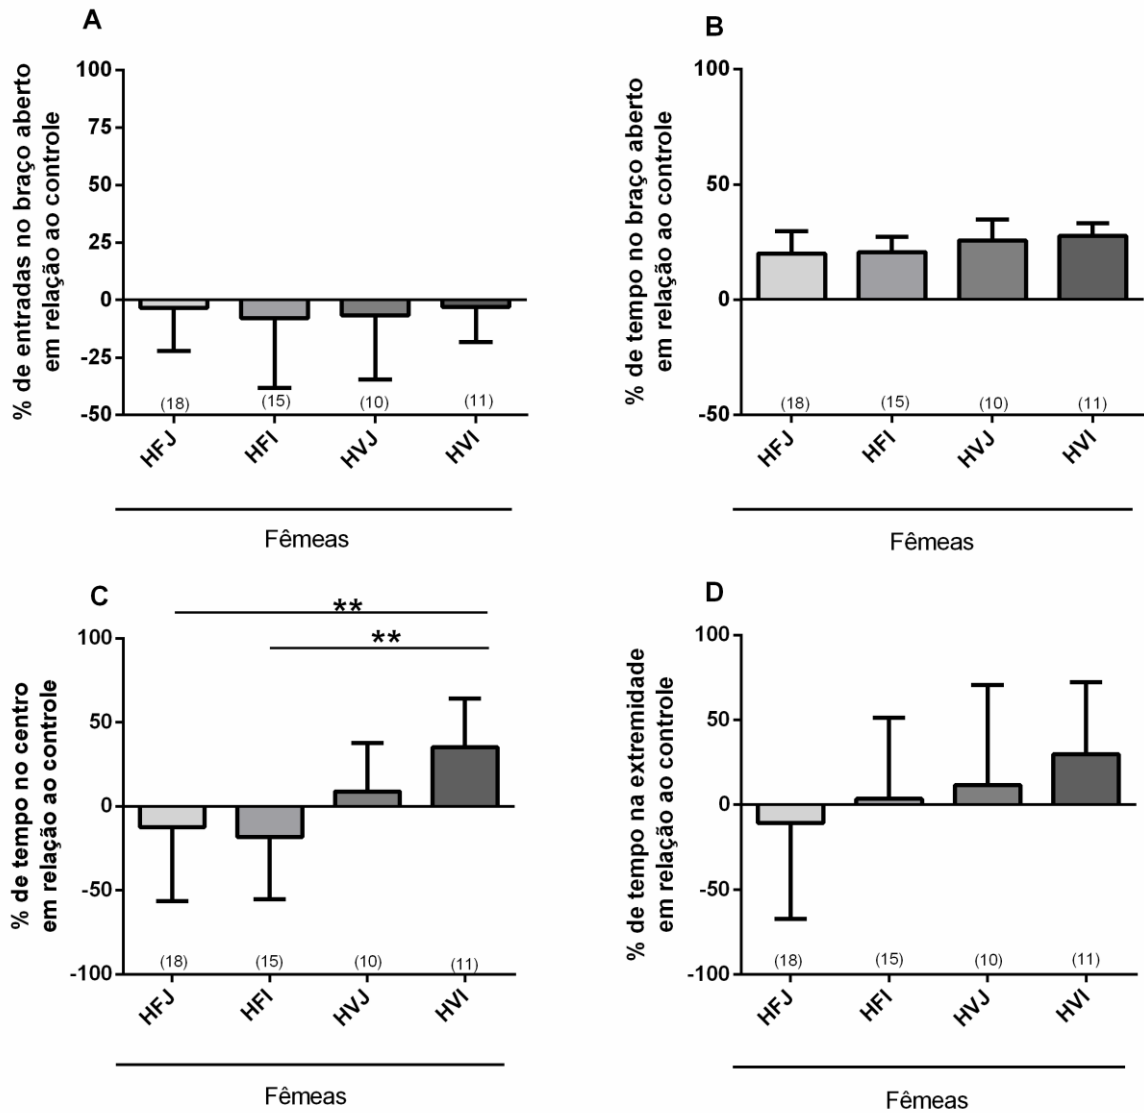 A
% de entradas no braço aberto
em relação ao controle
100
75
50
25
0
-25
-50
(18)
(15)
(10)
(11)
HFJ
HFI
HVJ
HVI
Fêmeas
B
% de tempo no braço aberto
em relação ao controle
100
50
0
-50
(18)
(15)
(10)
(11)
HFJ
HFI
HVJ
HVI
Fêmeas
C
**
**
% de tempo no centro
em relação ao controle
100
50
0
-50
-100
(18)
(15)
(10)
(11)
HFJ
HFI
HVJ
HVI
Fêmeas
D
% de tempo na extremidade
em relação ao controle
100
50
0
-50
-100
(18)
(15)
(10)
(11)
HFJ
HFI
HVJ
HVI
Fêmeas